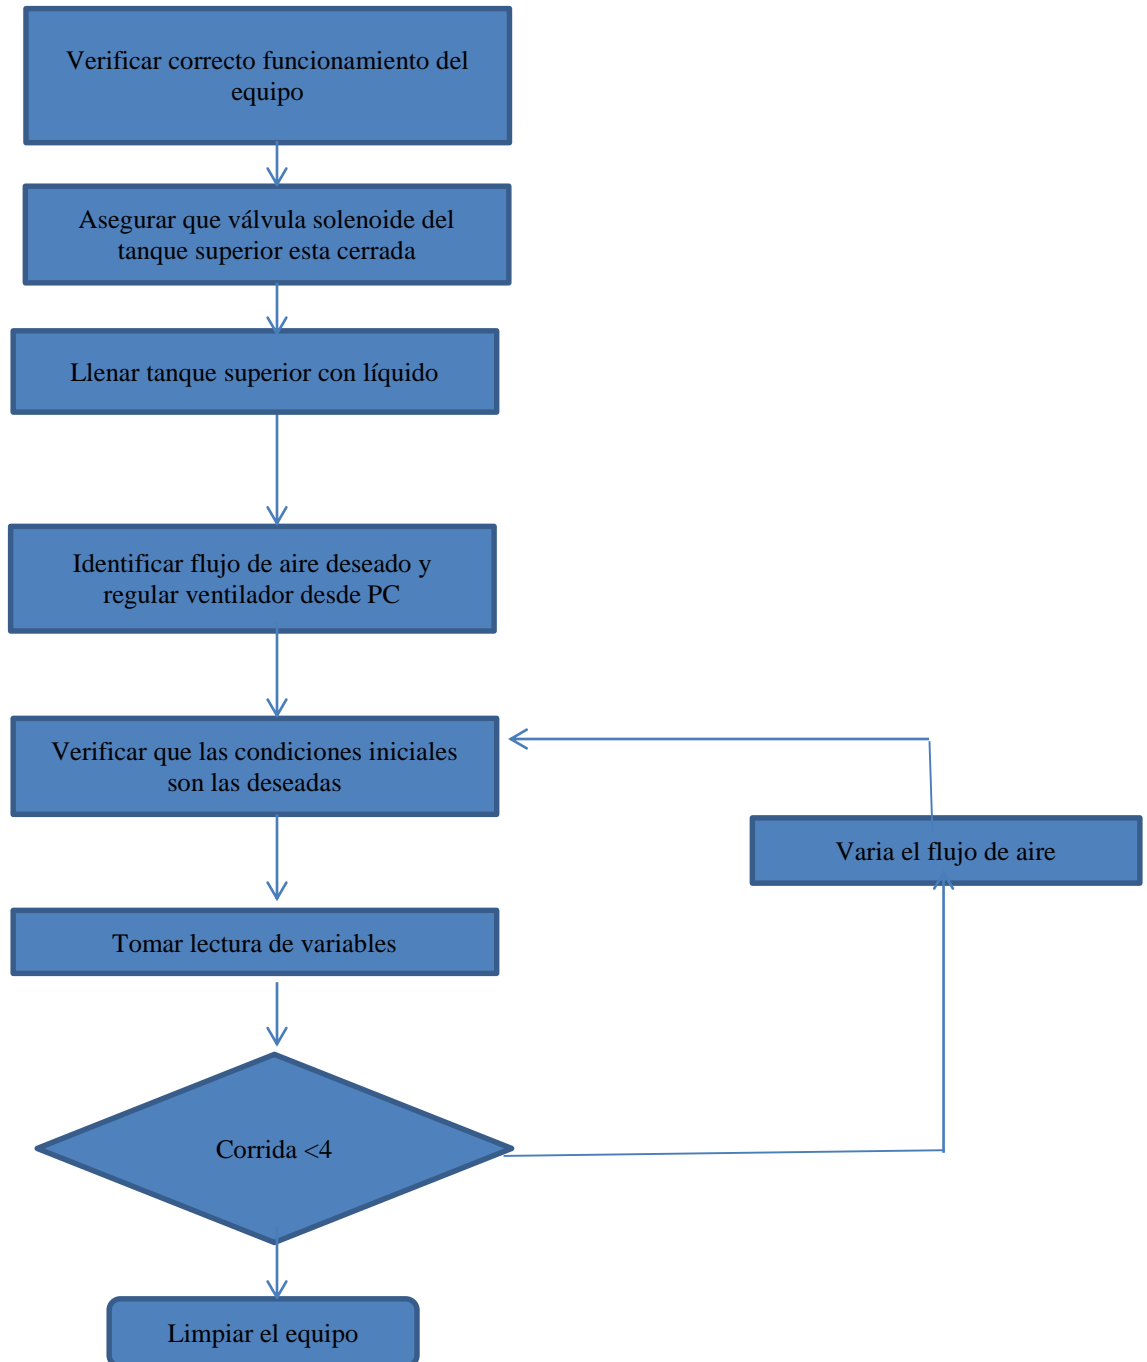 Verificar correcto funcionamiento del
equipo
Asegurar que válvula solenoide del
tanque superior esta cerrada
Llenar tanque superior con líquido
Identificar flujo de aire deseado y
regular ventilador desde PC
Verificar que las condiciones iniciales
son las deseadas
Varia el flujo de aire
Tomar lectura de variables
Corrida <4
Limpiar el equipo